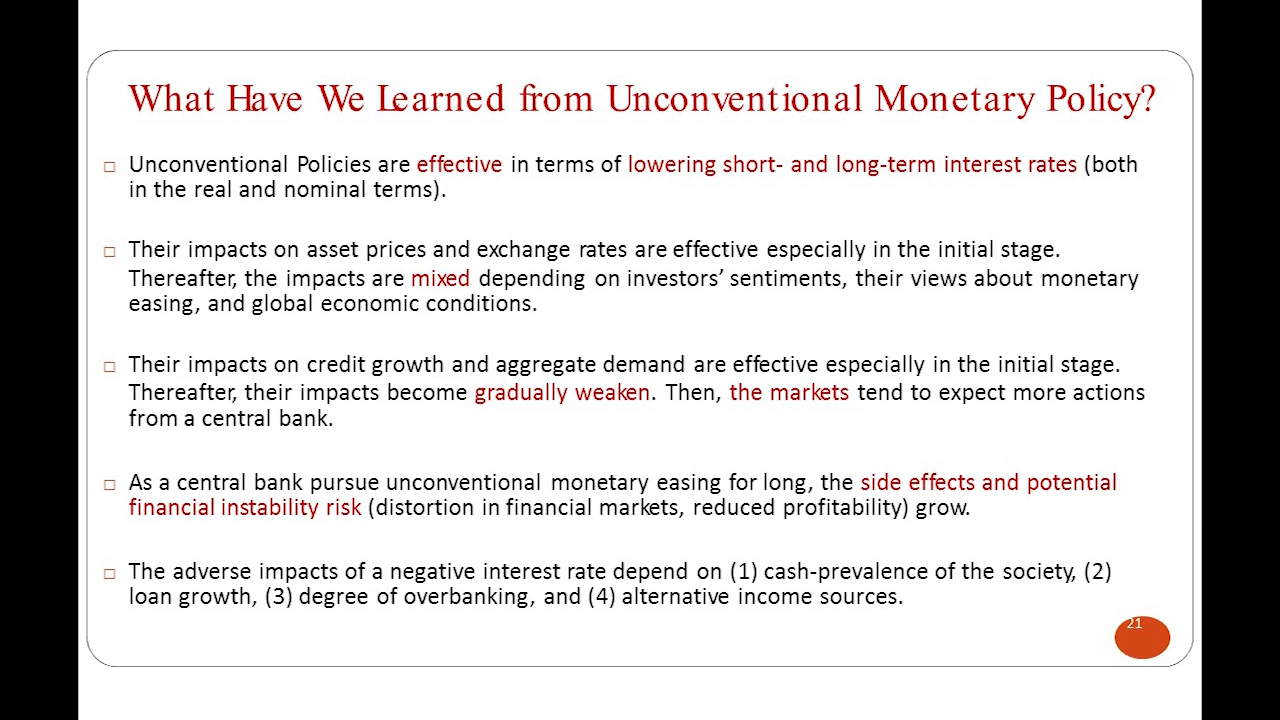 What Have We Learned from Unconventional Monetary Policy?
□ Unconventional Policies are effective in terms of lowering short- and long-term interest rates (both
in the real and nominal terms).
□ Their impacts on asset prices and exchange rates are effective especially in the initial stage.
Thereafter, the impacts are mixed depending on investors’ sentiments, their views about monetary
easing, and global economic conditions.
□ Their impacts on credit growth and aggregate demand are effective especially in the initial stage.
Thereafter, their impacts become gradually weaken. Then, the markets tend to expect more actions
from a central bank.
□ As a central bank pursue unconventional monetary easing for long, the side effects and potential
financial instability risk (distortion in financial markets, reduced profitability) grow.
□ The adverse impacts of a negative interest rate depend on (1) cash-prevalence of the society, (2)
loan growth, (3) degree of overbanking, and (4) alternative income sources.
21